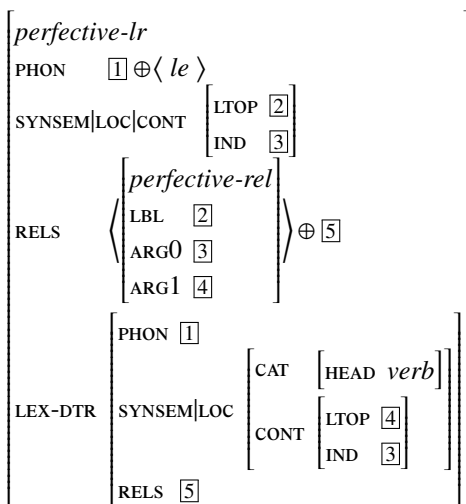 perfective-lr
PHON 1 ⊕ ⟨ le ⟩
SYNSEM|LOC|CONT LTOP 2
IND 3
perfective-rel
LBL 2
RELS ARG0 3 ⊕ 5
ARG1 4
PHON 1
CAT [HEAD verb]
LEX-DTR SYNSEM|LOC
CONT LTOP 4
IND 3
RELS 5